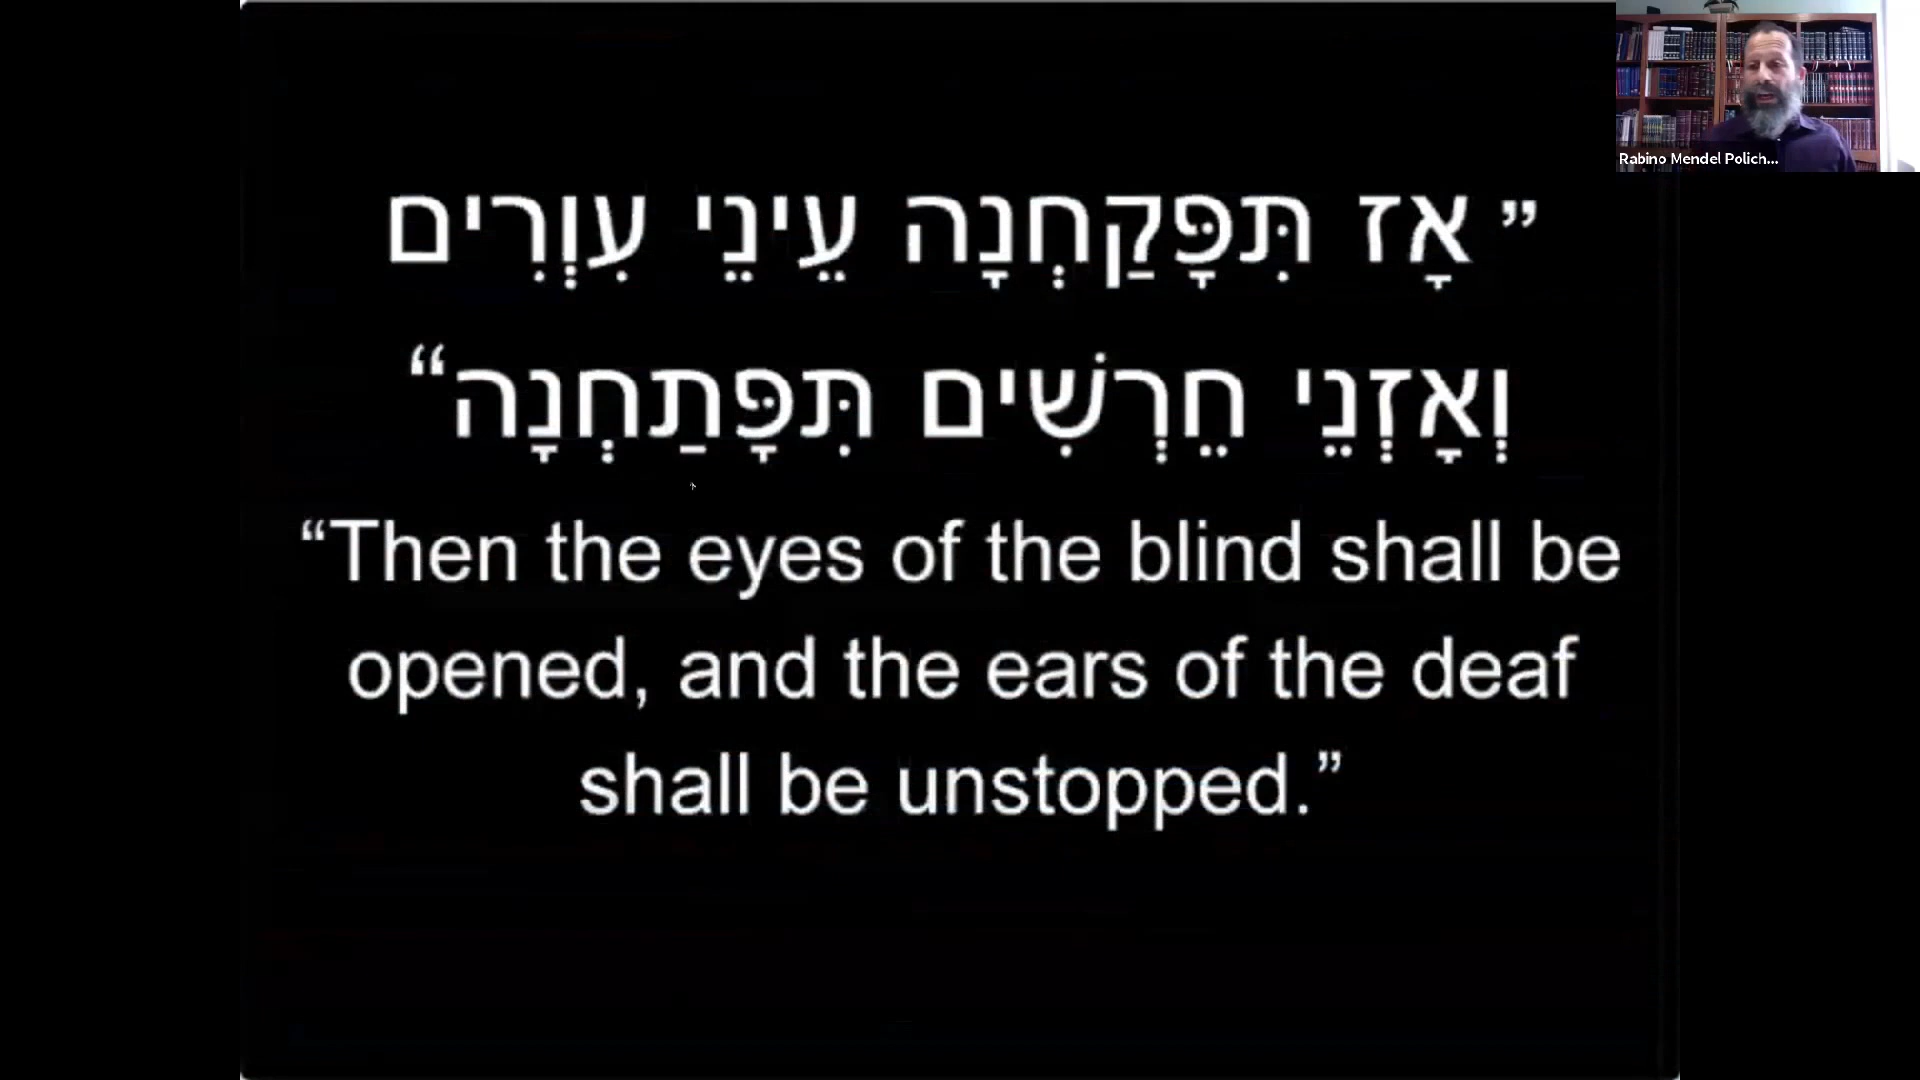 ” אָז תִּפָּקַחְנָה עֵינֵי עִוְרִים
וְאָזְנֵי חֵרְשִׁים תִּפָּתַחְנָה“
“Then the eyes of the blind shall be
opened, and the ears of the deaf
shall be unstopped.”
Rabino Mendel Polich...